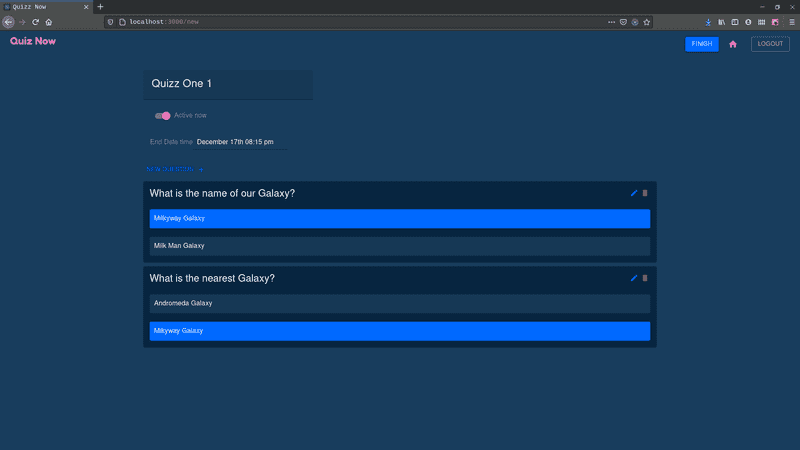 Quizz Now
localhost:3000/new
Quiz Now
FINISH
LOGOUT
Quizz One 1
Active now
End Date time December 17th 08:15 pm
What is the name of our Galaxy?
Milkyway Galaxy
Milk Man Galaxy
What is the nearest Galaxy?
Andromeda Galaxy
Milkyway Galaxy